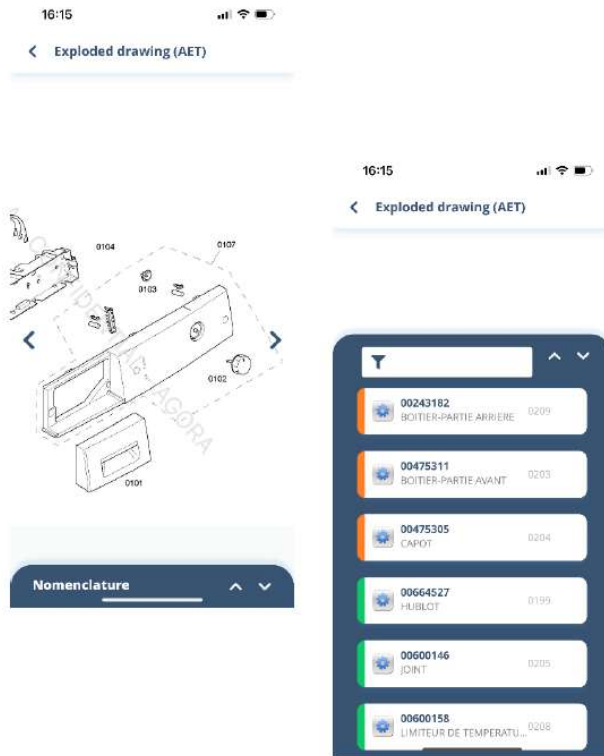 16:15
Exploded drawing (AET)
0104
0107
0103
0102
0101
AGORA
Nomenclature
16:15
Exploded drawing (AET)
00243182
BOITIER-PARTIE ARRIERE
0209
00475311
BOITIER-PARTIE AVANT
0203
00475305
CAPOT
0204
00664527
HUBLOT
0199
00600146
JOINT
0205
00600158
LIMITEUR DE TEMPERATU...
0208